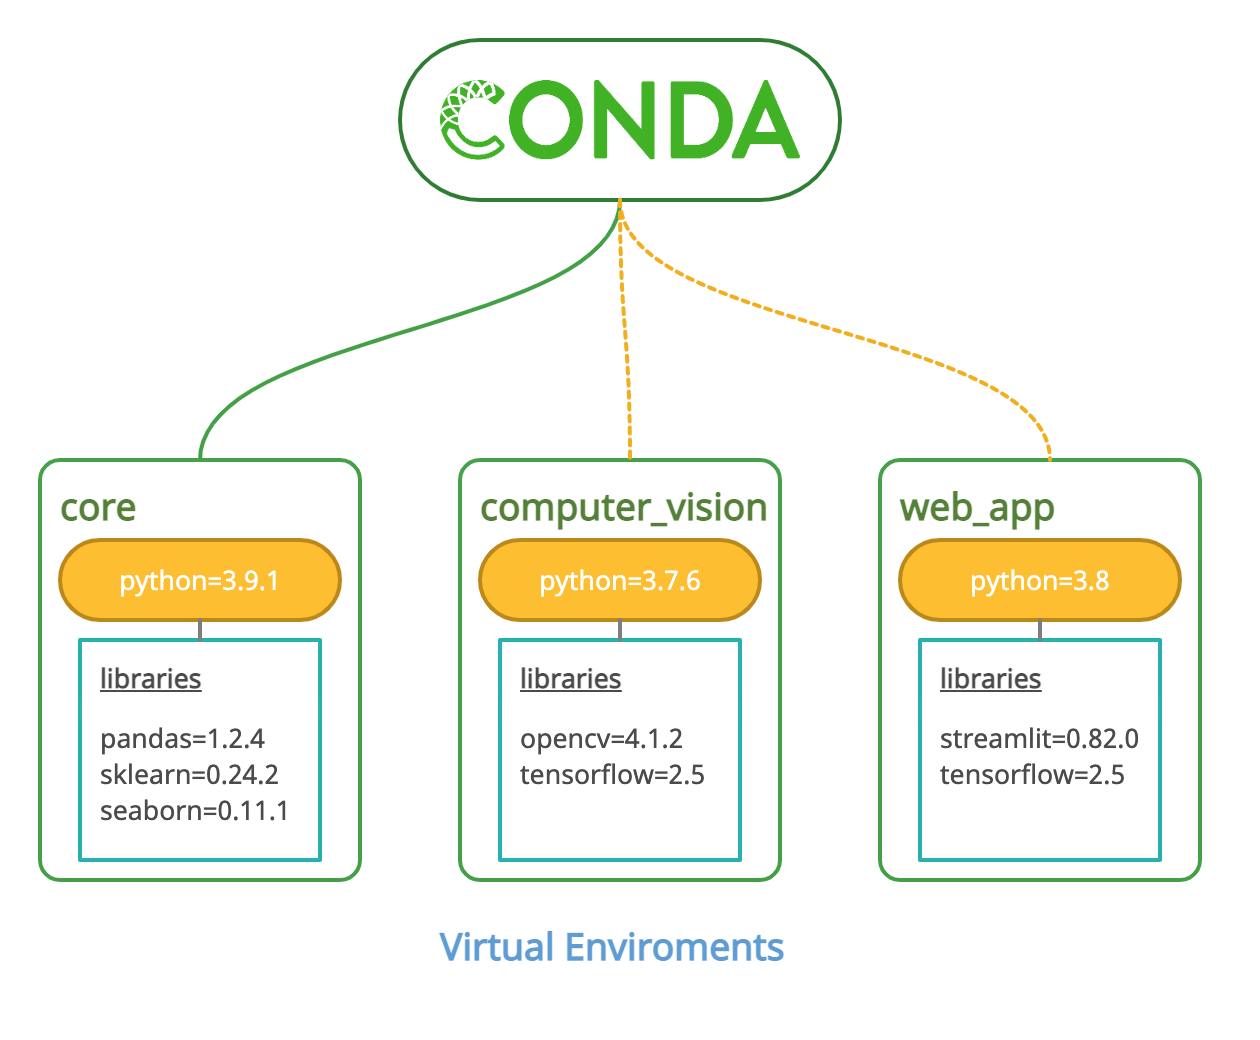 CONDA
core
python=3.9.1
libraries
pandas=1.2.4
sklearn=0.24.2
seaborn=0.11.1
computer_vision
python=3.7.6
libraries
opencv=4.1.2
tensorflow=2.5
web_app
python=3.8
libraries
streamlit=0.82.0
tensorflow=2.5
Virtual Enviroments